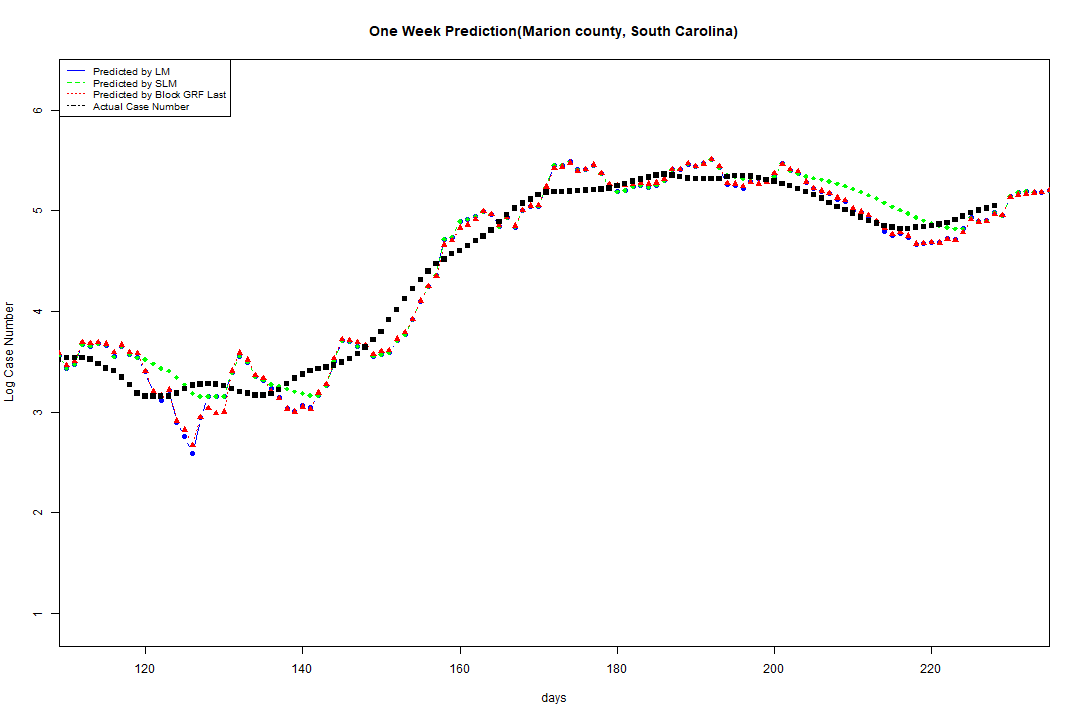 One Week Prediction(Marion county, South Carolina)
Predicted by LM
Predicted by SLM
Predicted by Block GRF Last
Actual Case Number
6
5
4
3
2
1
Log Case Number
120 140 160 180 200 220
days